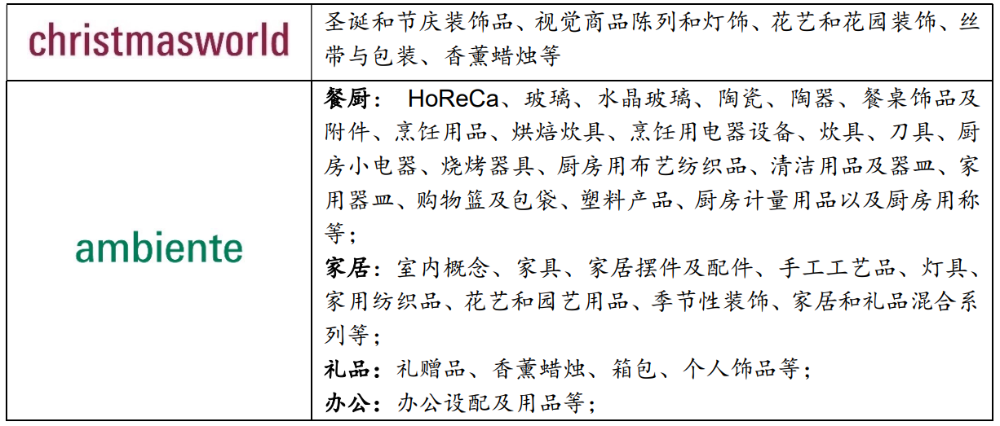 christmasworld
圣诞和节庆装饰品、视觉商品陈列和灯饰、花艺和花园装饰、丝
带与包装、香薰蜡烛等
ambiente
餐厨： HoReCa、玻璃、水晶玻璃、陶瓷、陶器、餐桌饰品及
附件、烹饪用品、烘焙炊具、烹饪用电器设备、炊具、刀具、厨
房小电器、烧烤器具、厨房用布艺纺织品、清洁用品及器皿、家
用器皿、购物篮及包袋、塑料产品、厨房计量用品以及厨房用称
等；
家居：室内概念、家具、家居摆件及配件、手工工艺品、灯具、
家用纺织品、花艺和园艺用品、季节性装饰、家居和礼品混合系
列等；
礼品：礼赠品、香薰蜡烛、箱包、个人饰品等；
办公：办公设配及用品等；